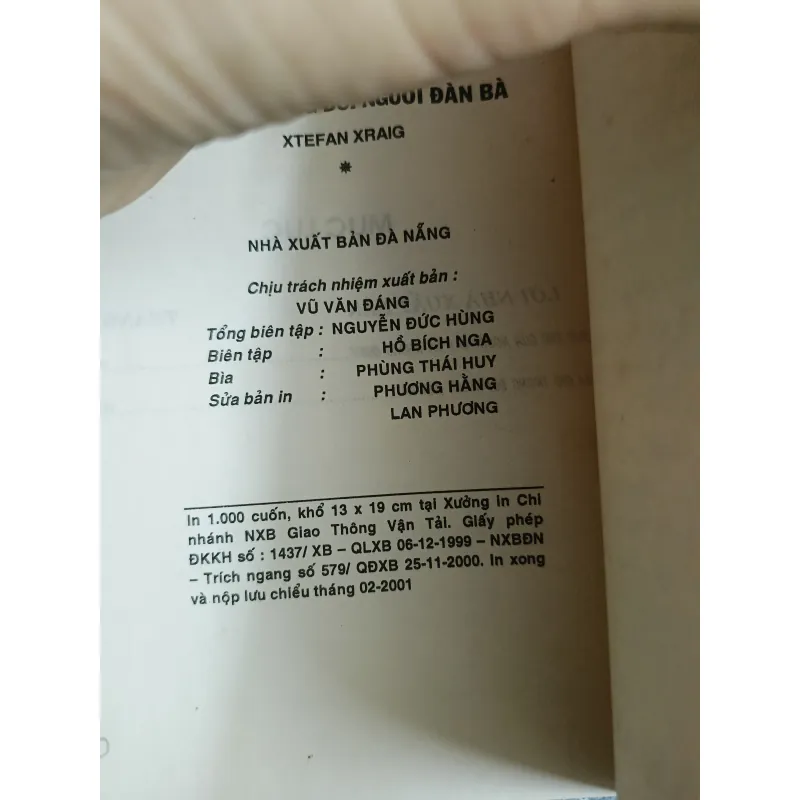 NGƯỜI ĐÀN BÀ
XTEFAN XRAIG
NHÀ XUẤT BẢN ĐÀ NẴNG
Chịu trách nhiệm xuất bản :
VŨ VĂN ĐÁNG
Tổng biên tập : NGUYỄN ĐỨC HÙNG
Biên tập : HỒ BÍCH NGA
Bìa : PHÙNG THÁI HUY
Sửa bản in : PHƯƠNG HẰNG
LAN PHƯƠNG
In 1.000 cuốn, khổ 13 x 19 cm tại Xưởng in Chi
nhánh NXB Giao Thông Vận Tải. Giấy phép
ĐKKH số : 1437/ XB – QLXB 06-12-1999 – NXBĐN
– Trích ngang số 579/ QĐXB 25-11-2000. In xong
và nộp lưu chiểu tháng 02-2001